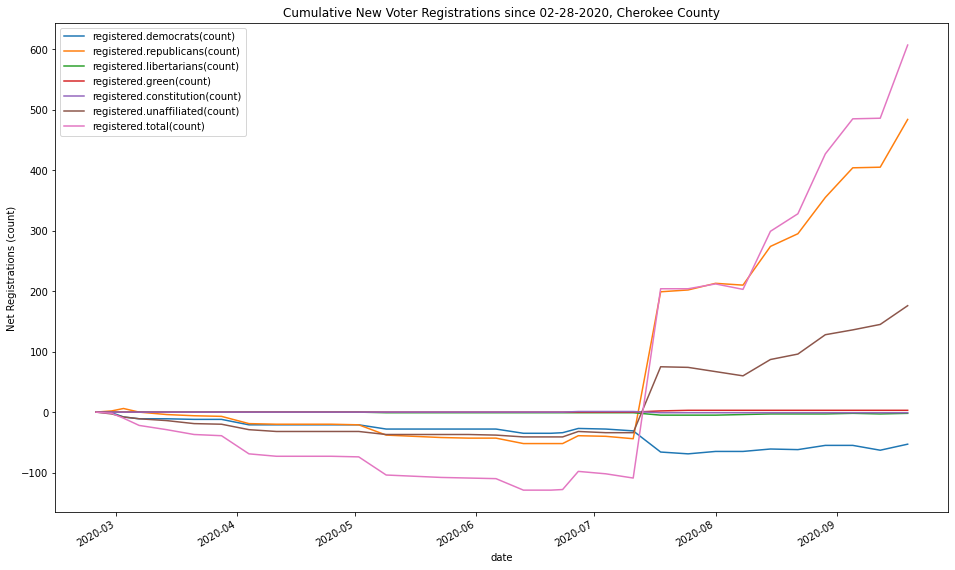 Cumulative New Voter Registrations since 02-28-2020, Cherokee County
registered.democrats(count)
registered.republicans(count)
registered.libertarians(count)
registered.green(count)
registered.constitution(count)
registered.unaffiliated(count)
registered.total(count)
Net Registrations (count)
600
500
400
300
200
100
0
−100
2020-03
2020-04
2020-05
2020-06
2020-07
2020-08
2020-09
date